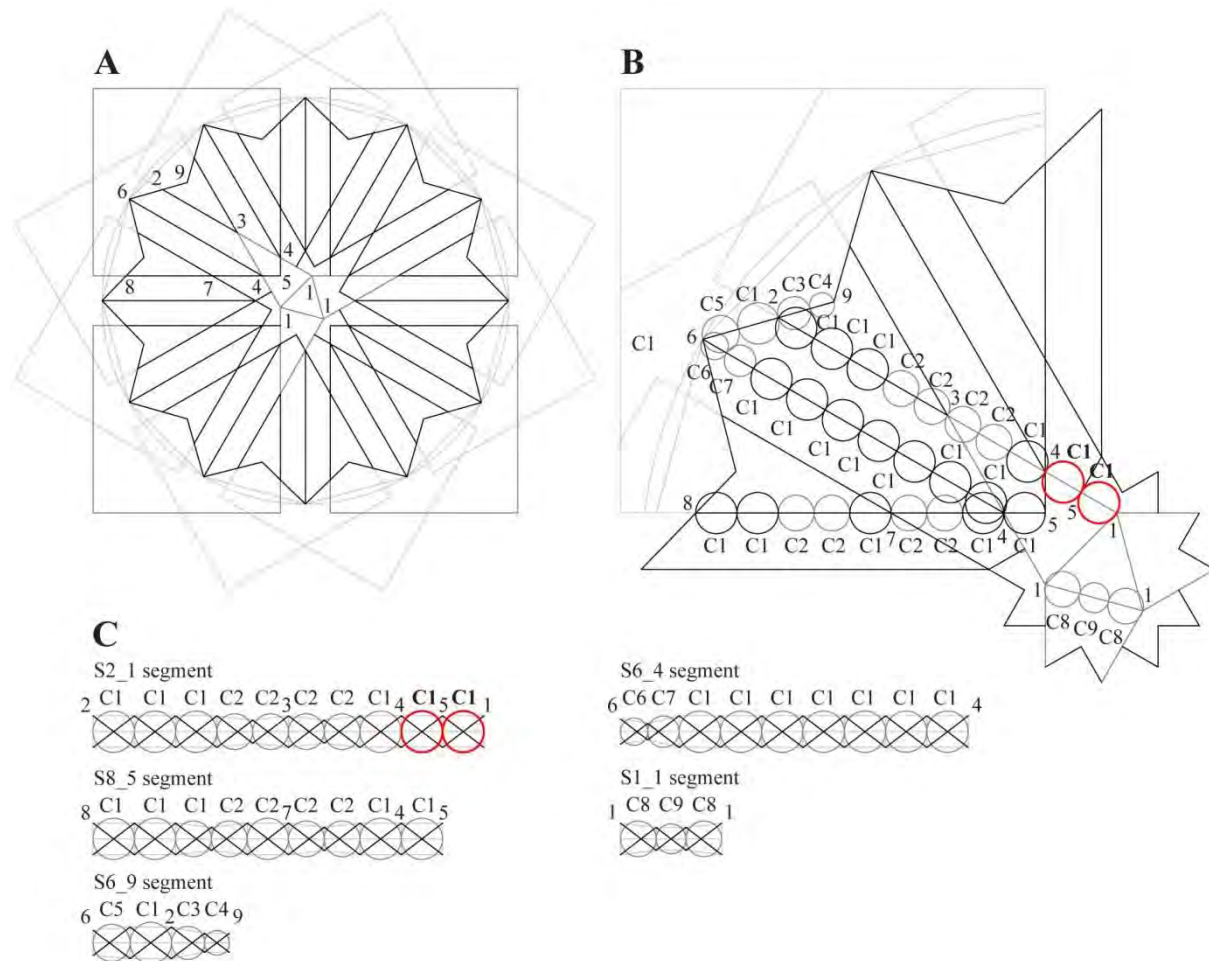 A
B
2 9
6
3
4
5
8 7 4 1 1
1
C3 C4
C5 C1 2 9
C1 6 C1 C1
C1
C6 C7 C2
C2
C1 3 C2
C1 C2
C1 C1 C1
C1 4 C1
C1 C1 C1
8 5 5
C1 C1 C2 C2 C1 7 C2 C2 C1 4 C1 1
1 1
C8 C9 C8
C
S2_1 segment
2 C1 C1 C1 C2 C2 3 C2 C2 C1 4 C1 5 C1 1
S6_4 segment
6 C6 C7 C1 C1 C1 C1 C1 C1 C1 4
S8_5 segment
8 C1 C1 C1 C2 C2 7 C2 C2 C1 4 C1 5
S1_1 segment
1 C8 C9 C8 1
S6_9 segment
6 C5 C1 2 C3 C4 9